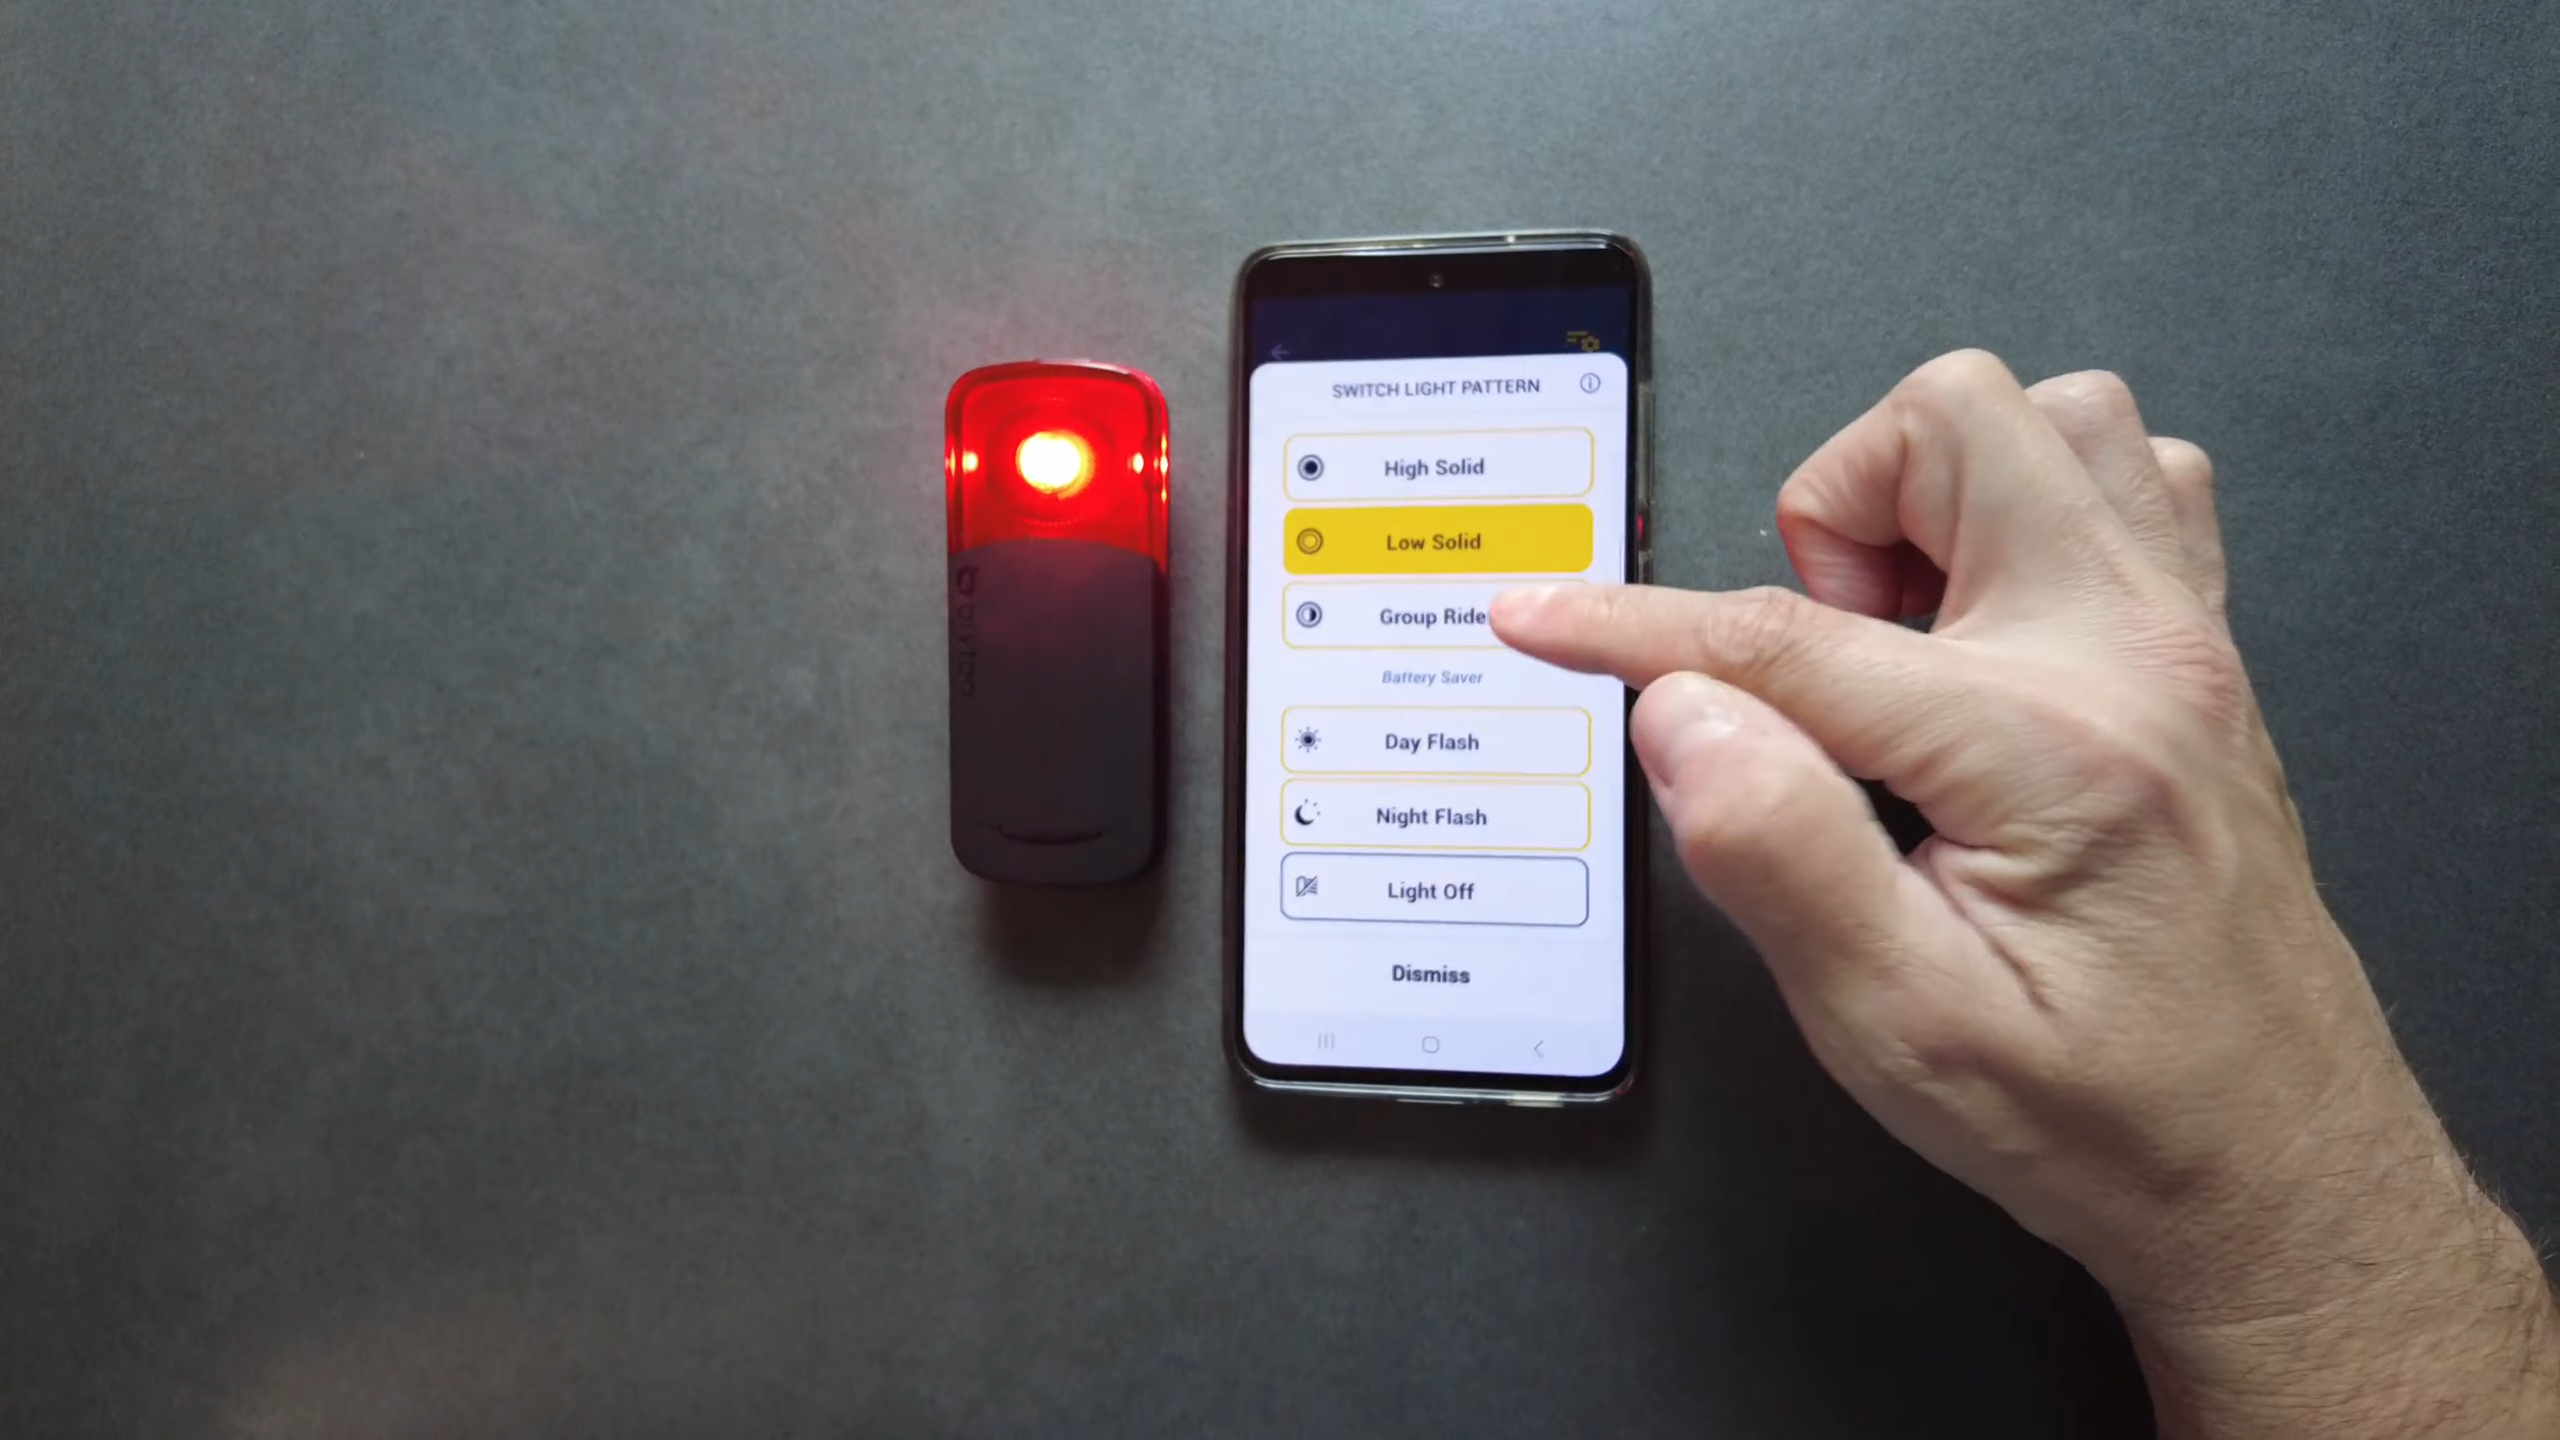 SWITCH LIGHT PATTERN
High Solid
Low Solid
Group Ride
Battery Saver
Day Flash
Night Flash
Light Off
Dismiss